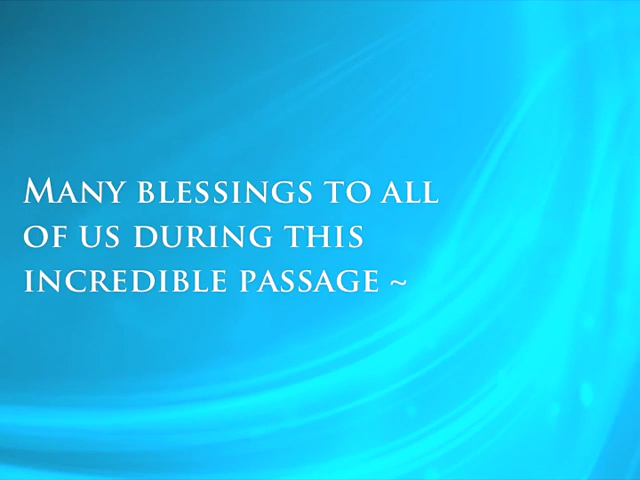 Many blessings to all
of us during this
incredible passage ~